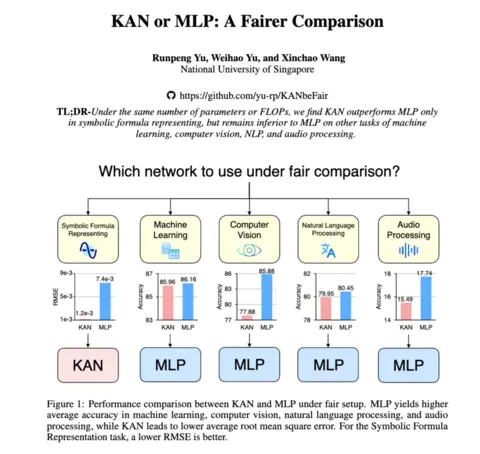 KAN or MLP: A Fairer Comparison
Runpeng Yu, Weihao Yu, and Xinchao Wang
National University of Singapore
https://github.com/yu-rp/KANbeFair
TL;DR-Under the same number of parameters or FLOPs, we find KAN outperforms MLP only
in symbolic formula representing, but remains inferior to MLP on other tasks of machine
learning, computer vision, NLP, and audio processing.
Which network to use under fair comparison?
Symbolic Formula
Representing
Machine
Learning
Computer
Vision
Natural Language
Processing
Audio
Processing
RMSE
9e-3
5e-3
1e-3
1.2e-3
7.4e-3
KAN MLP
Accuracy
87
85
83
85.96
86.16
KAN MLP
Accuracy
86
83
80
77
77.88
85.88
KAN MLP
Accuracy
82
80
78
79.95
80.45
KAN MLP
Accuracy
18
16
14
15.49
17.74
KAN MLP
KAN
MLP
MLP
MLP
MLP
Figure 1: Performance comparison between KAN and MLP under fair setup. MLP yields higher
average accuracy in machine learning, computer vision, natural language processing, and audio
processing, while KAN leads to lower average root mean square error. For the Symbolic Formula
Representation task, a lower RMSE is better.